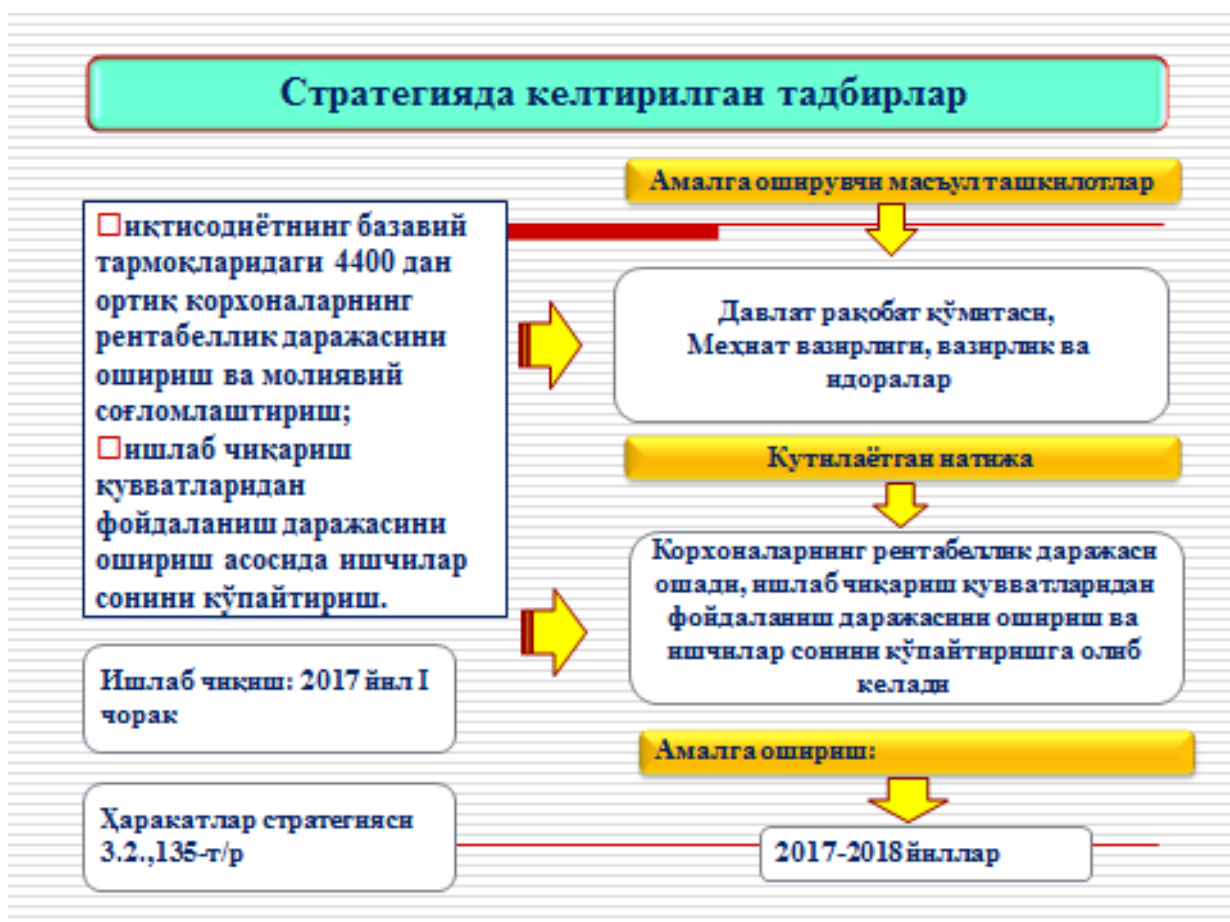 Стратегияда келтирилган тадбирлар
Амалга оширувчи масъул ташкилотлар
иқтисодиётнинг базавий
тармоқларидаги 4400 дан
ортиқ корхоналарнинг
рентабеллик даражасини
ошириш ва молиявий
соғломлаштириш;
ишлаб чиқариш
қувватларидан
фойдаланиш даражасини
ошириш асосида ишчилар
сонини кўпайтириш.
Давлат рақобат қўмитаси,
Меҳнат вазирлиги, вазирлик ва
идоралар
Кутилаётган натижа
Корхоналарнинг рентабеллик даражаси
ошади, ишлаб чиқариш қувватларидан
фойдаланиш даражасини ошириш ва
ишчилар сонини кўпайтиришга олиб
келади
Ишлаб чиқиш: 2017 йил I
чорак
Амалга ошириш:
Ҳаракатлар стратегияси
3.2.,135-т/р
2017-2018 йиллар